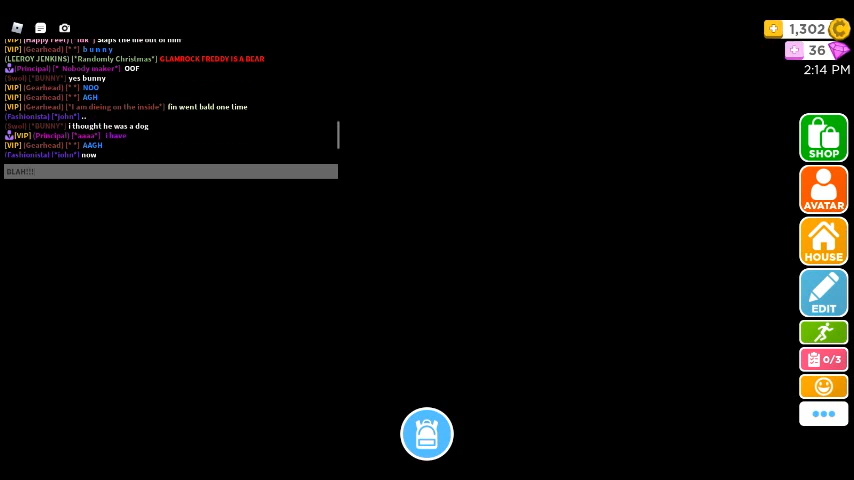 [VIP] (Happy Feet) [*idk*] Slaps the life out of him
[VIP] (Gearhead) [* *] b u n n y
(LEEROY JENKINS) [*Randomly Christmas*] GLAMROCK FREDDY IS A BEAR
(Principal) [* Nobody maker*] OOF
(Swol) [*BUNNY*] yes bunny
[VIP] (Gearhead) [* *] NOO
[VIP] (Gearhead) [* *] AGH
[VIP] (Gearhead) [*I am dieing on the inside*] fin went bald one time
(Fashionista) [*john*] ..
(Swol) [*BUNNY*] i thought he was a dog
[VIP] (Principal) [*aaaa*] i have
[VIP] (Gearhead) [* *] AAGH
(Fashionista) [*john*] now
BLAH!!!
1,302
36
2:14 PM
SHOP
AVATAR
HOUSE
EDIT
0/3